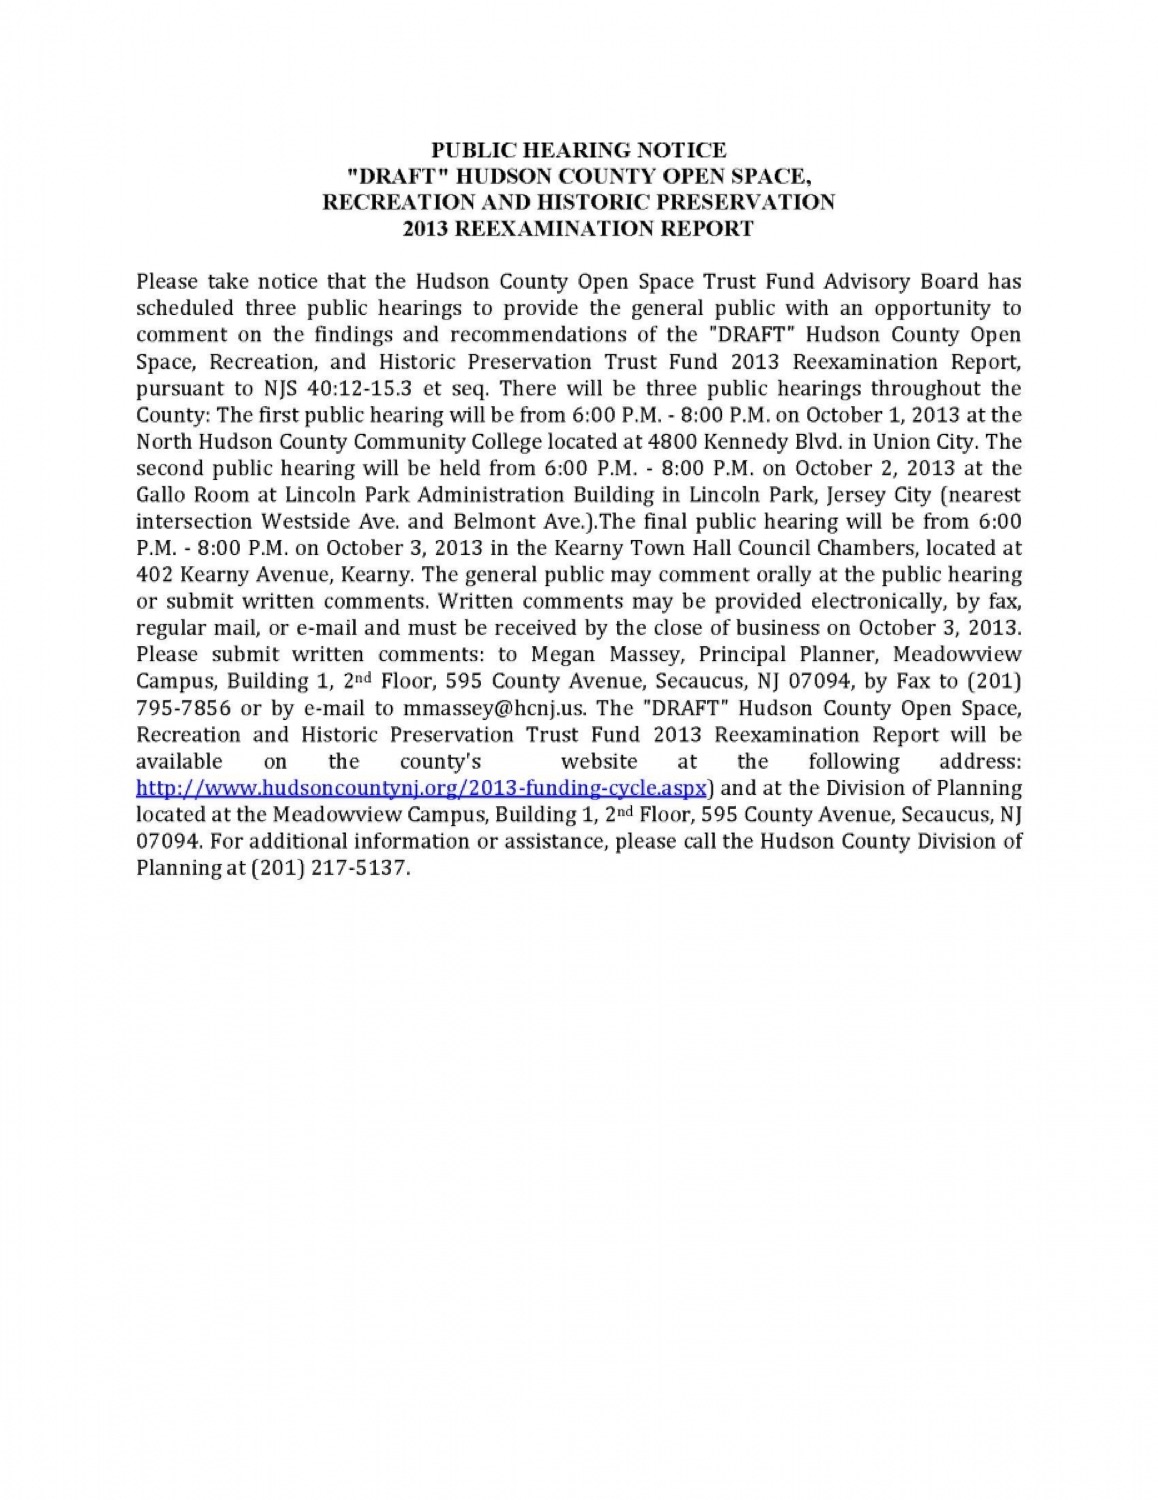 PUBLIC HEARING NOTICE
"DRAFT" HUDSON COUNTY OPEN SPACE,
RECREATION AND HISTORIC PRESERVATION
2013 REEXAMINATION REPORT
Please take notice that the Hudson County Open Space Trust Fund Advisory Board has
scheduled three public hearings to provide the general public with an opportunity to
comment on the findings and recommendations of the "DRAFT" Hudson County Open
Space, Recreation, and Historic Preservation Trust Fund 2013 Reexamination Report,
pursuant to NJS 40:12-15.3 et seq. There will be three public hearings throughout the
County: The first public hearing will be from 6:00 P.M. - 8:00 P.M. on October 1, 2013 at the
North Hudson County Community College located at 4800 Kennedy Blvd. in Union City. The
second public hearing will be held from 6:00 P.M. - 8:00 P.M. on October 2, 2013 at the
Gallo Room at Lincoln Park Administration Building in Lincoln Park, Jersey City (nearest
intersection Westside Ave. and Belmont Ave.).The final public hearing will be from 6:00
P.M. - 8:00 P.M. on October 3, 2013 in the Kearny Town Hall Council Chambers, located at
402 Kearny Avenue, Kearny. The general public may comment orally at the public hearing
or submit written comments. Written comments may be provided electronically, by fax,
regular mail, or e-mail and must be received by the close of business on October 3, 2013.
Please submit written comments: to Megan Massey, Principal Planner, Meadowview
Campus, Building 1, 2nd Floor, 595 County Avenue, Secaucus, NJ 07094, by Fax to (201)
795-7856 or by e-mail to mmassey@hcnj.us. The "DRAFT" Hudson County Open Space,
Recreation and Historic Preservation Trust Fund 2013 Reexamination Report will be
available on the county's website at the following address:
http://www.hudsoncountynj.org/2013-funding-cycle.aspx) and at the Division of Planning
located at the Meadowview Campus, Building 1, 2nd Floor, 595 County Avenue, Secaucus, NJ
07094. For additional information or assistance, please call the Hudson County Division of
Planning at (201) 217-5137.